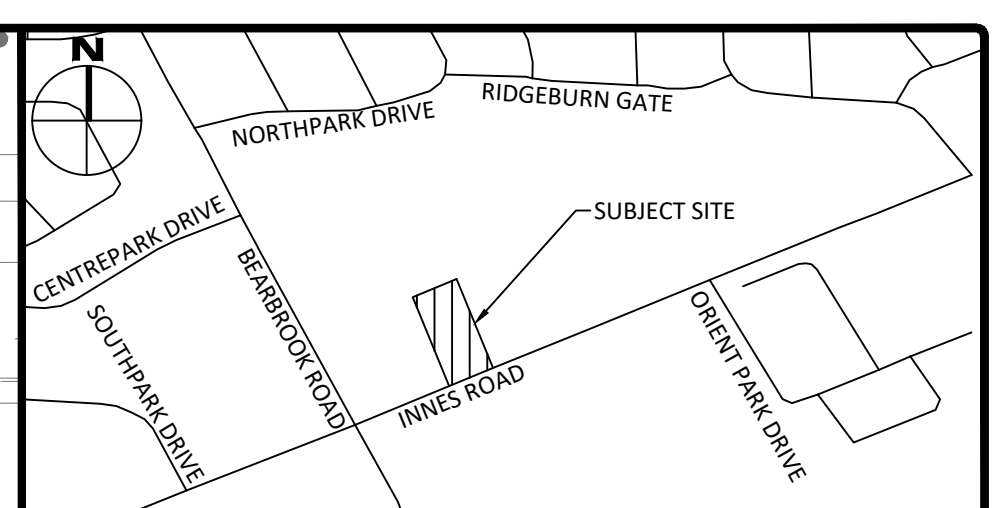 N
NORTHPARK DRIVE
RIDGEBURN GATE
CENTREPARK DRIVE
SUBJECT SITE
BEARBROOK ROAD
SOUTHPARK DRIVE
INNES ROAD
ORIENT PARK DRIVE